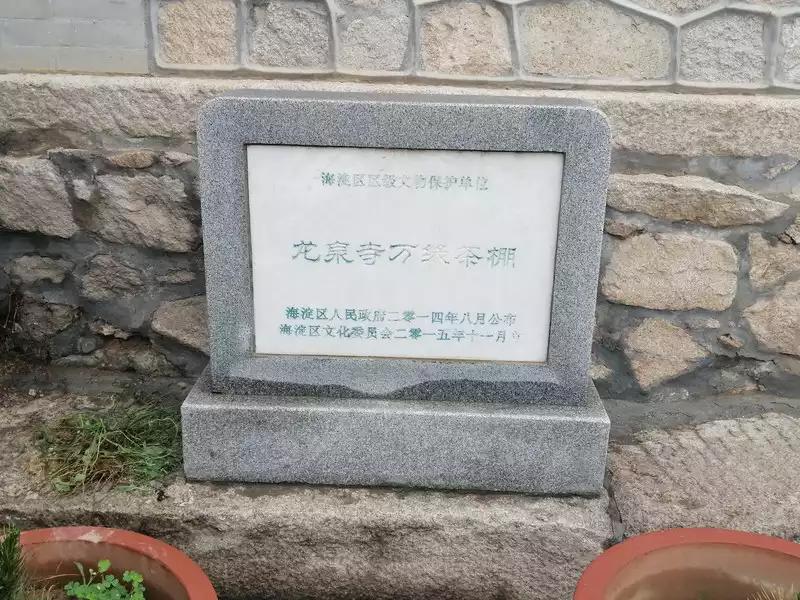 海淀区区级文物保护单位
龙泉寺万缘茶棚
海淀区人民政府二零一四年八月公布
海淀区文化委员会二零一五年十一月立